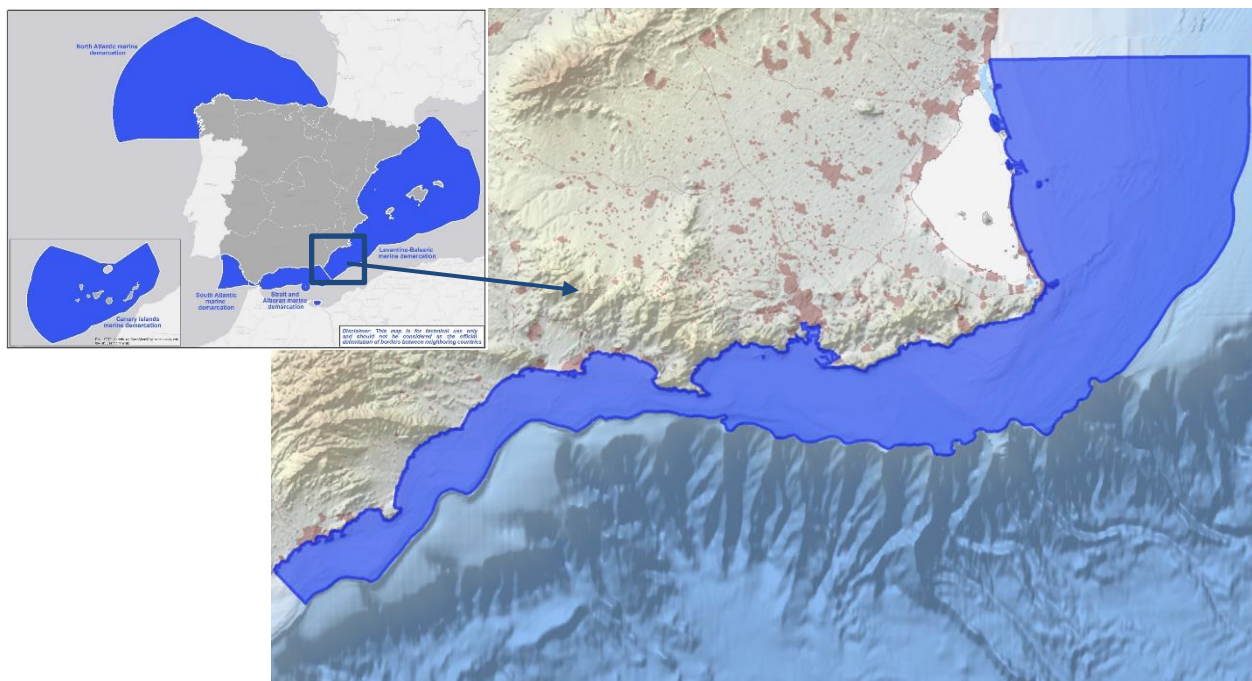 North Atlantic marine
demarcation
Levantine-Balearic
marine demarcation
South Atlantic
marine
demarcation
Strait and
Alboran marine
demarcation
Canary Islands
marine demarcation
Disclaimer: This map is for technical use only
and should not be considered as the official
delimitation of borders between neighboring countries